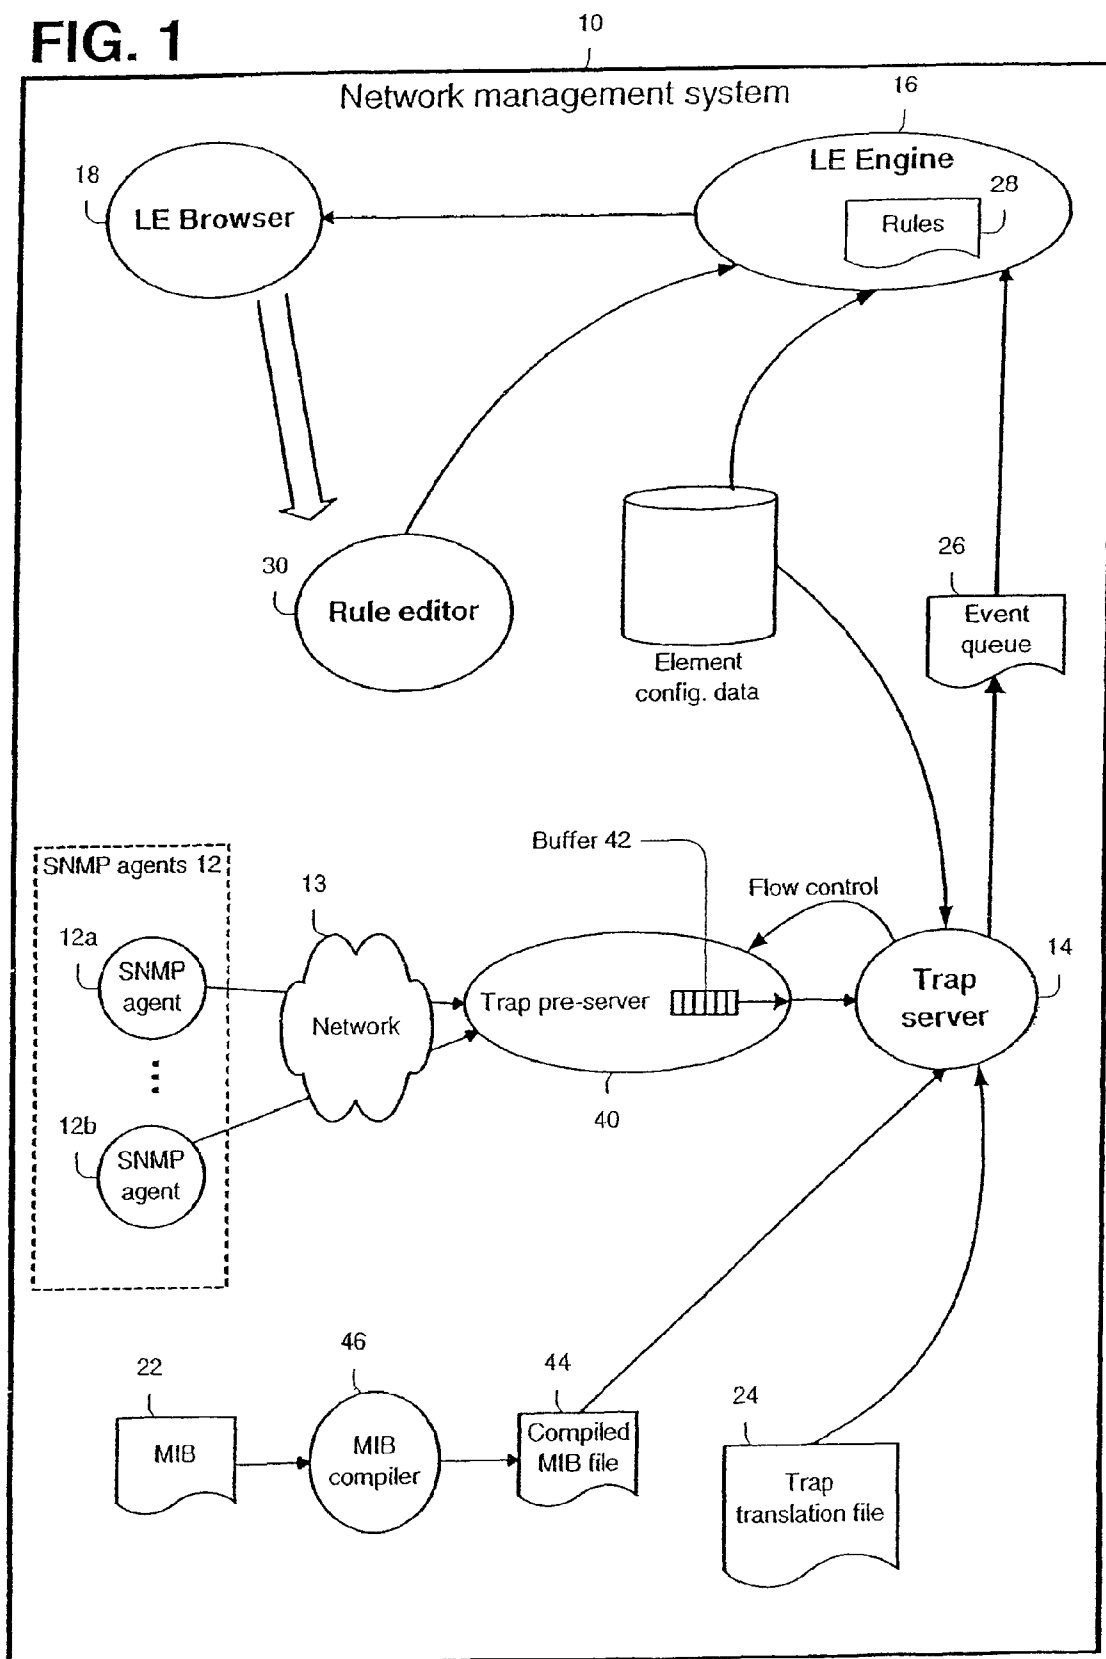 FIG. 1
10
Network management system
16
LE Engine
28
Rules
18
LE Browser
30
Rule editor
Element
config. data
26
Event
queue
Buffer 42
Flow control
SNMP agents 12
12a
SNMP
agent
12b
SNMP
agent
13
Network
Trap pre-server
40
14
Trap
server
22
MIB
46
MIB
compiler
44
Compiled
MIB file
24
Trap
translation file